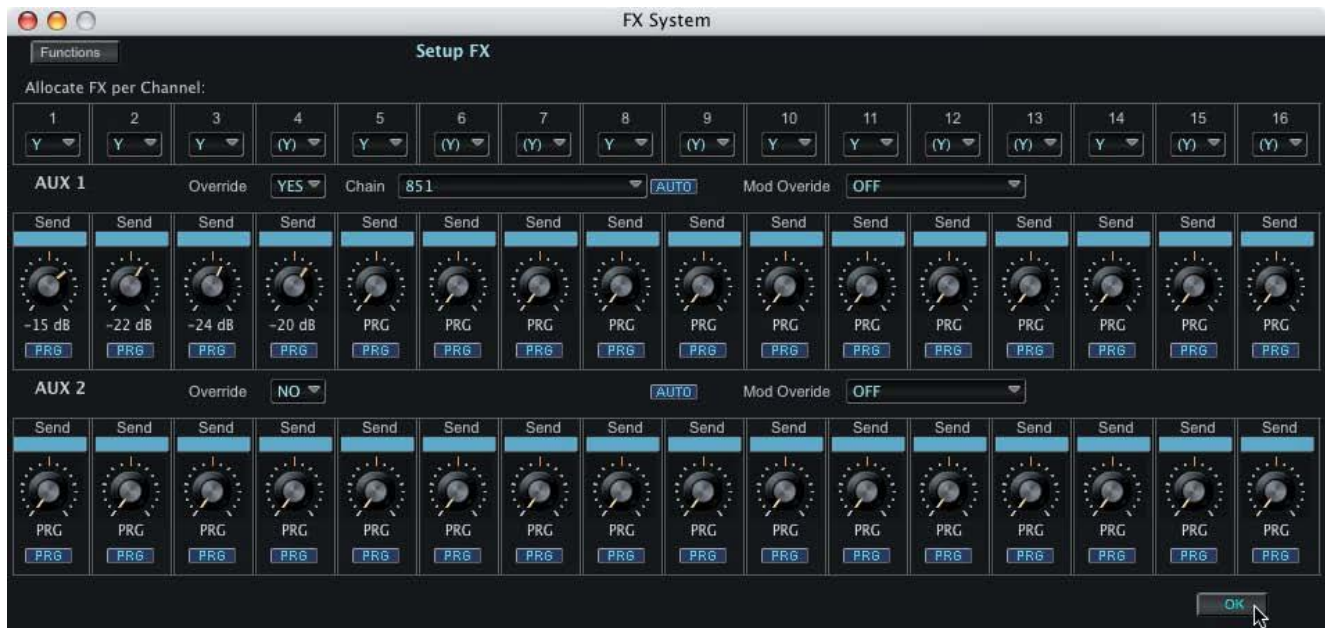 FX System
Functions Setup FX
Allocate FX per Channel:
1 2 3 4 5 6 7 8 9 10 11 12 13 14 15 16
Y Y Y (Y) Y (Y) (Y) Y (Y) Y Y (Y) (Y) Y (Y) (Y)
AUX 1 Override YES Chain 851 AUTO Mod Overide OFF
Send Send Send Send Send Send Send Send Send Send Send Send Send Send Send Send
-15 dB -22 dB -24 dB -20 dB PRG PRG PRG PRG PRG PRG PRG PRG PRG PRG PRG PRG
PRG PRG PRG PRG PRG PRG PRG PRG PRG PRG PRG PRG PRG PRG PRG PRG
AUX 2 Override NO AUTO Mod Overide OFF
Send Send Send Send Send Send Send Send Send Send Send Send Send Send Send Send
PRG PRG PRG PRG PRG PRG PRG PRG PRG PRG PRG PRG PRG PRG PRG PRG
PRG PRG PRG PRG PRG PRG PRG PRG PRG PRG PRG PRG PRG PRG PRG PRG
OK